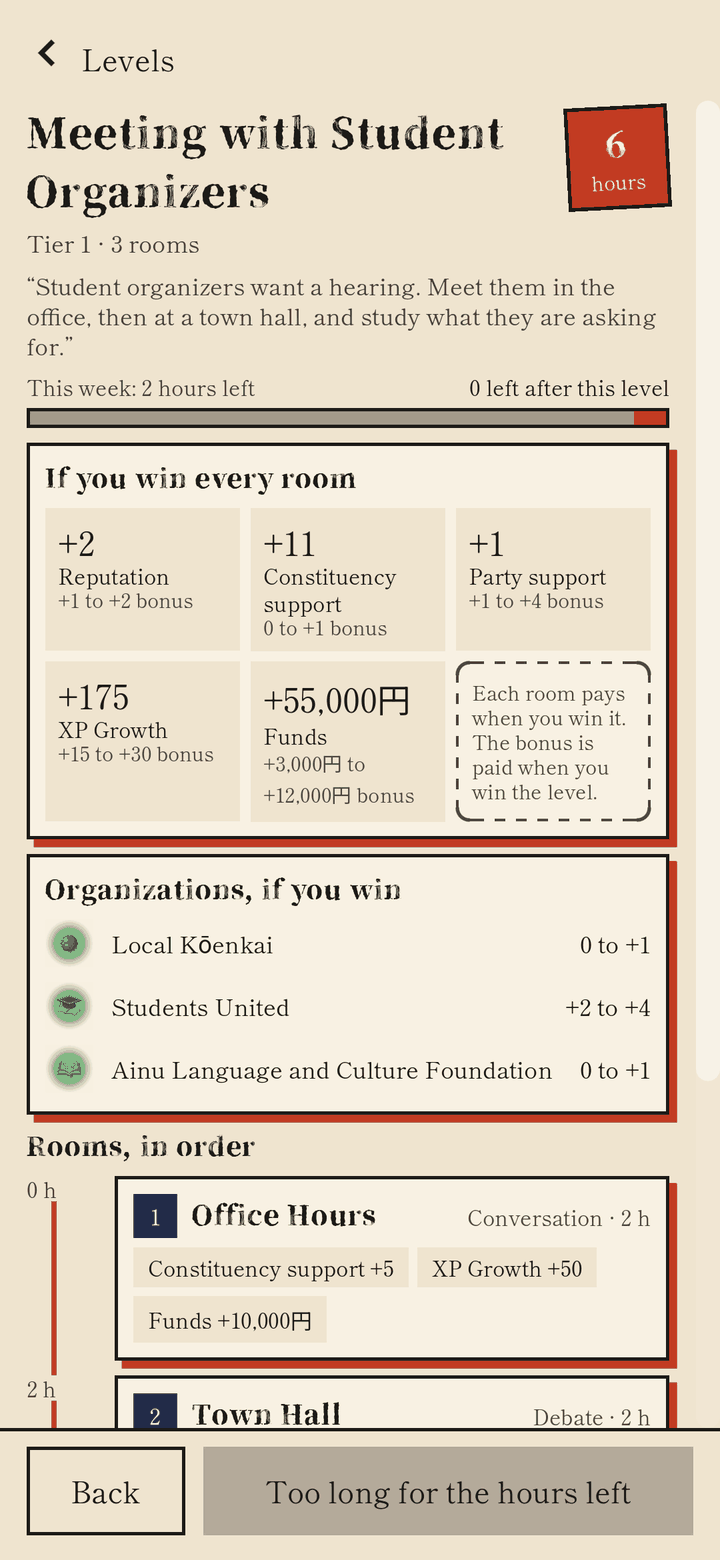 Levels
Meeting with Student
Organizers
6
hours
Tier 1 · 3 rooms
“Student organizers want a hearing. Meet them in the
office, then at a town hall, and study what they are asking
for.”
This week: 2 hours left
0 left after this level
If you win every room
+2
Reputation
+1 to +2 bonus
+11
Constituency
support
0 to +1 bonus
+1
Party support
+1 to +4 bonus
+175
XP Growth
+15 to +30 bonus
+55,000円
Funds
+3,000円 to
+12,000円 bonus
Each room pays
when you win it.
The bonus is
paid when you
win the level.
Organizations, if you win
Local Kōenkai 0 to +1
Students United +2 to +4
Ainu Language and Culture Foundation 0 to +1
Rooms, in order
0 h
1 Office Hours Conversation · 2 h
Constituency support +5 XP Growth +50
Funds +10,000円
2 h
2 Town Hall Debate · 2 h
Back Too long for the hours left